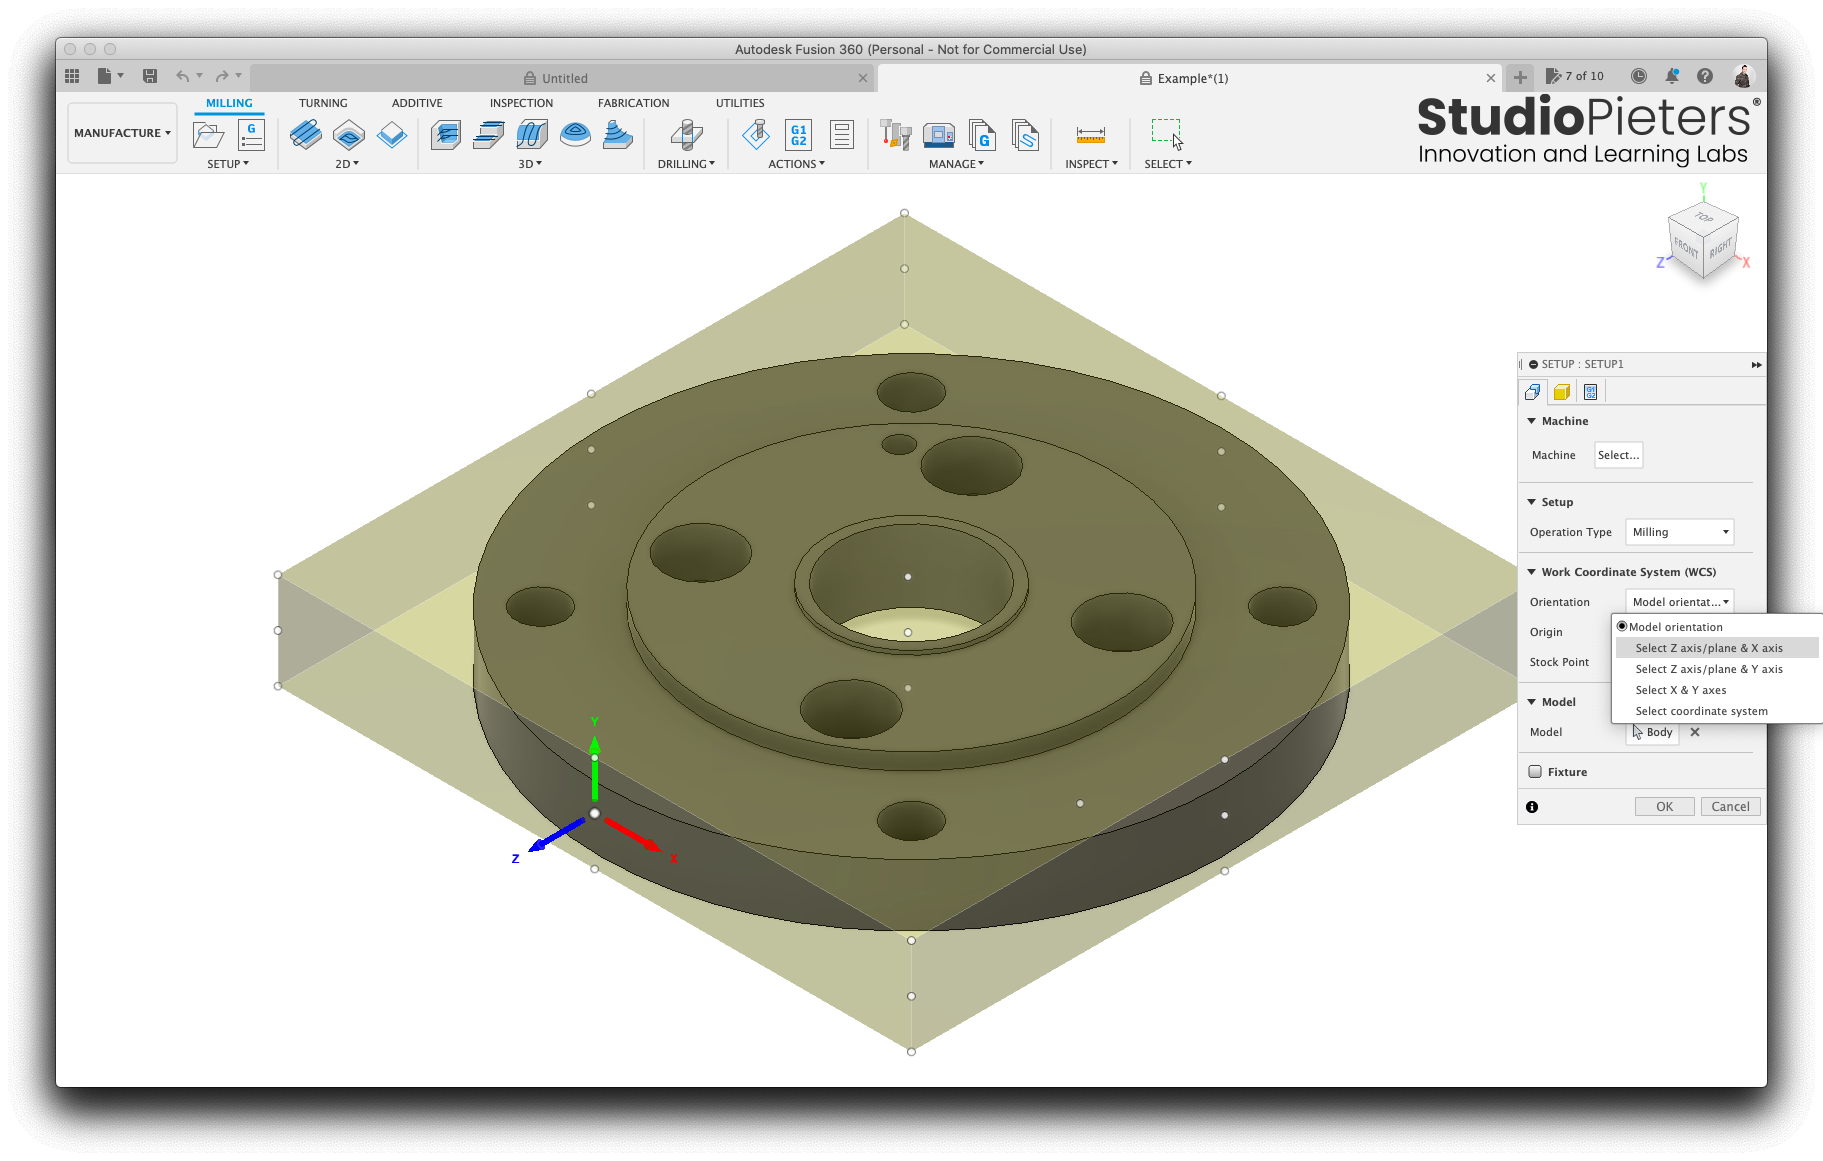 Autodesk Fusion 360 (Personal - Not for Commercial Use)
Untitled
Example*(1)
7 of 10
MILLING TURNING ADDITIVE INSPECTION FABRICATION UTILITIES
MANUFACTURE
G
G1
G2
G
SETUP 2D 3D DRILLING ACTIONS MANAGE INSPECT SELECT
StudioPieters®
Innovation and Learning Labs
Y
TOP
FRONT RIGHT
Z X
SETUP : SETUP1
G1
G2
Machine
Machine Select...
Setup
Operation Type Milling
Work Coordinate System (WCS)
Orientation Model orientat...
Model orientation
Origin
Select Z axis/plane & X axis
Stock Point
Select Z axis/plane & Y axis
Select X & Y axes
Select coordinate system
Model
Model Body
Fixture
OK Cancel
Y
Z X